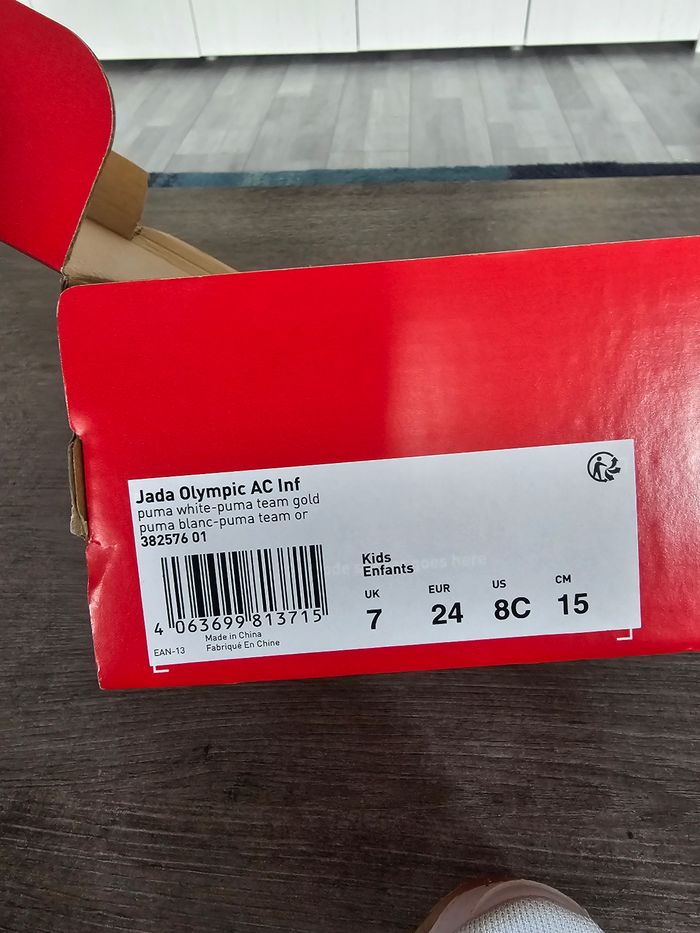 Jada Olympic AC Inf
puma white-puma team gold
puma blanc-puma team or
382576 01
4 063699 813715
EAN-13
Made in China
Fabriqué En Chine
Kids
Enfants
UK
7
EUR
24
US
8C
CM
15